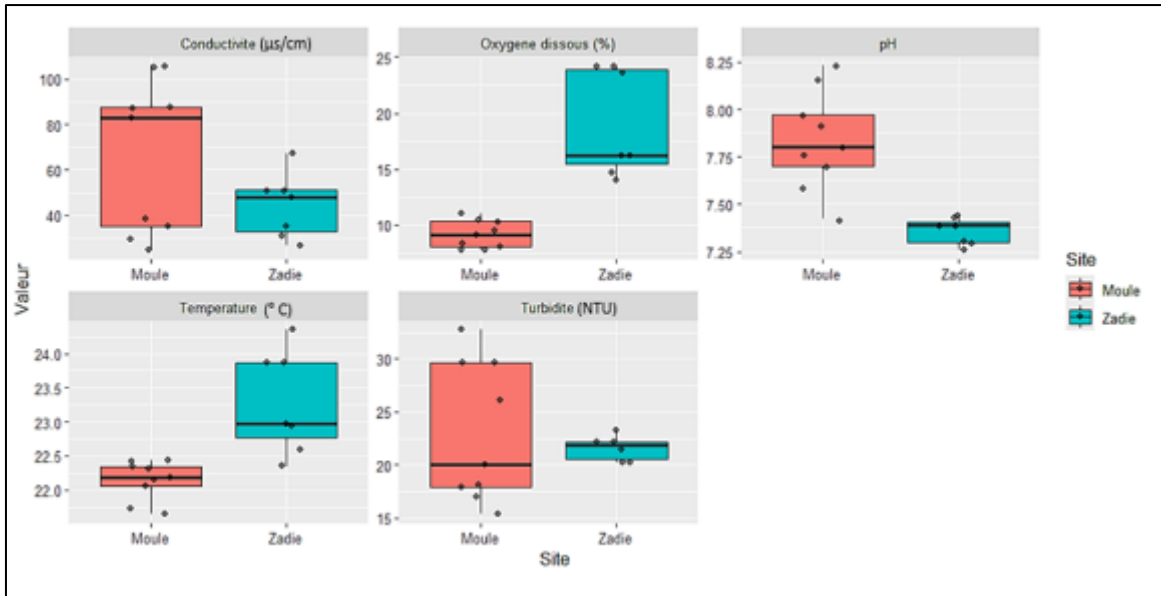 Conductivite (µs/cm)
Oxygene dissous (%)
pH
100
80
60
40
25
20
15
10
8.25
8.00
7.75
7.50
7.25
Moule
Zadie
Moule
Zadie
Moule
Zadie
Valeur
Site
Moule
Zadie
Temperature (° C)
Turbidite (NTU)
24.0
23.5
23.0
22.5
22.0
30
25
20
15
Moule
Zadie
Moule
Zadie
Site